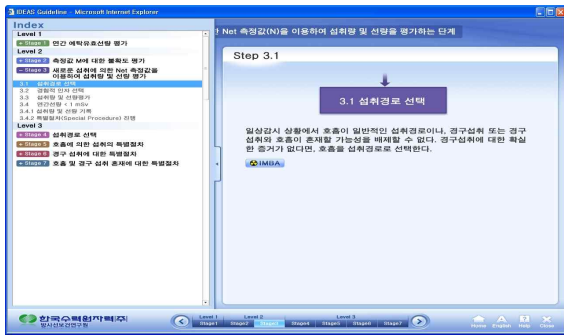 IDEAS Guideline - Microsoft Internet Explorer
Index
Level 1
+ Stage 1 연간 예탁유효선량 평가
Level 2
+ Stage 2 측정값 M에 대한 불확도 평가
- Stage 3 새로운 섭취에 의한 Net 측정값을
이용하여 섭취량 및 선량 평가
3.1 섭취경로 선택
3.2 경험적 인자 선택
3.3 섭취량 및 선량평가
3.4 연간선량 < 1 mSv
3.4.1 섭취량 및 선량 기록
3.4.2 특별절차(Special Procedure) 진행
Level 3
+ Stage 4 섭취경로 선택
+ Stage 5 호흡에 의한 섭취의 특별절차
+ Stage 6 경구 섭취에 대한 특별절차
+ Stage 7 호흡 및 경구 섭취 혼재에 대한 특별절차
Net 측정값(N)을 이용하여 섭취량 및 선량을 평가하는 단계
Step 3.1
3.1 섭취경로 선택
일상감시 상황에서 호흡이 일반적인 섭취경로이나, 경구섭취 또는 경구
섭취와 호흡이 혼재할 가능성을 배제할 수 없다. 경구섭취에 대한 확실
한 증거가 없다면, 호흡을 섭취경로로 선택한다.
IMBA
한국수력원자력(주)
방사선보건연구원
Level 1 Level 2 Level 3
Stage1 Stage2 Stage3 Stage4 Stage5 Stage6 Stage7
Home English Help Close